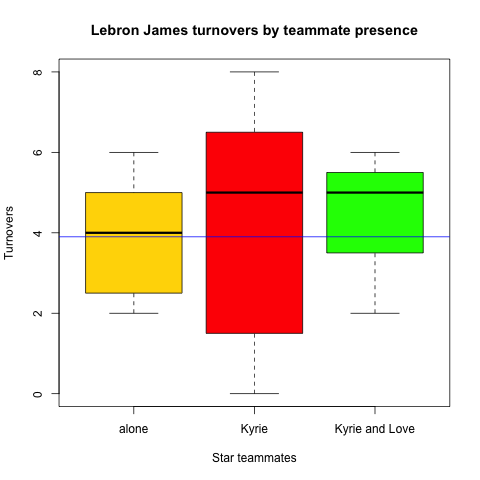 Lebron James turnovers by teammate presence
8
6
4
2
0
Turnovers
alone Kyrie Kyrie and Love
Star teammates